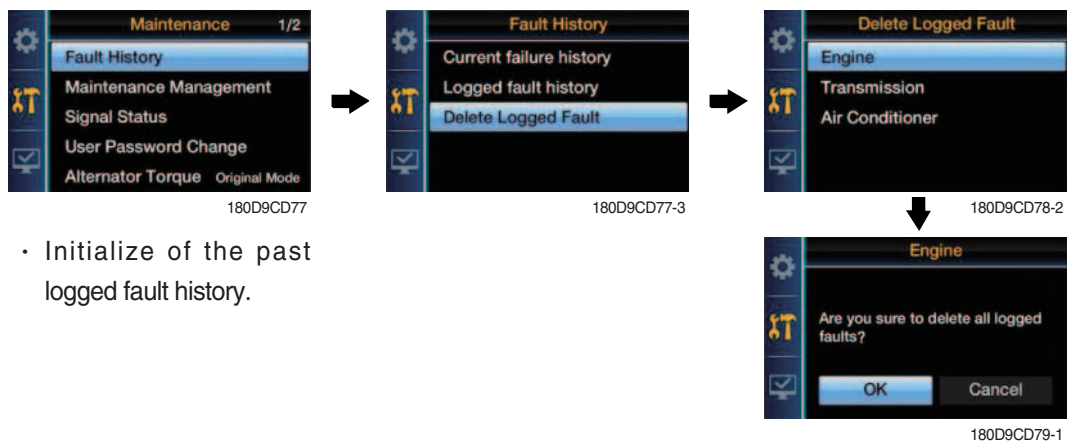 Maintenance 1/2
Fault History
Maintenance Management
Signal Status
User Password Change
Alternator Torque Original Mode
180D9CD77
Fault History
Current failure history
Logged fault history
Delete Logged Fault
180D9CD77-3
Delete Logged Fault
Engine
Transmission
Air Conditioner
180D9CD78-2
Engine
Are you sure to delete all logged
faults?
OK Cancel
180D9CD79-1
· Initialize of the past
logged fault history.